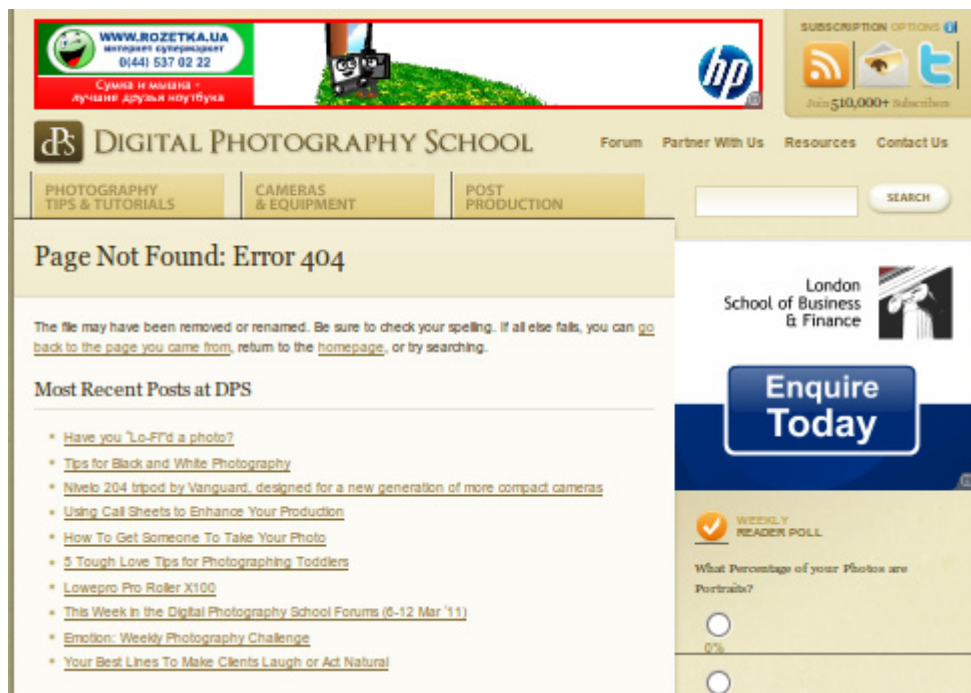 WWW.ROZETKA.UA
интернет супермаркет
0(44) 537 02 22
Сумка и мышка -
лучшие друзья ноутбука
hp
SUBSCRIPTION OPTIONS
Join 510,000+ Subscribers
dPS DIGITAL PHOTOGRAPHY SCHOOL
Forum Partner With Us Resources Contact Us
PHOTOGRAPHY
TIPS & TUTORIALS
CAMERAS
& EQUIPMENT
POST
PRODUCTION
SEARCH
Page Not Found: Error 404
The file may have been removed or renamed. Be sure to check your spelling. If all else fails, you can go
back to the page you came from, return to the homepage, or try searching.
Most Recent Posts at DPS
Have you "Lo-Fi"d a photo?
Tips for Black and White Photography
Nivelo 204 tripod by Vanguard, designed for a new generation of more compact cameras
Using Call Sheets to Enhance Your Production
How To Get Someone To Take Your Photo
5 Tough Love Tips for Photographing Toddlers
Lowepro Pro Roller X100
This Week in the Digital Photography School Forums (6-12 Mar '11)
Emotion: Weekly Photography Challenge
Your Best Lines To Make Clients Laugh or Act Natural
London
School of Business
& Finance
Enquire
Today
WEEKLY
READER POLL
What Percentage of your Photos are
Portraits?
0%